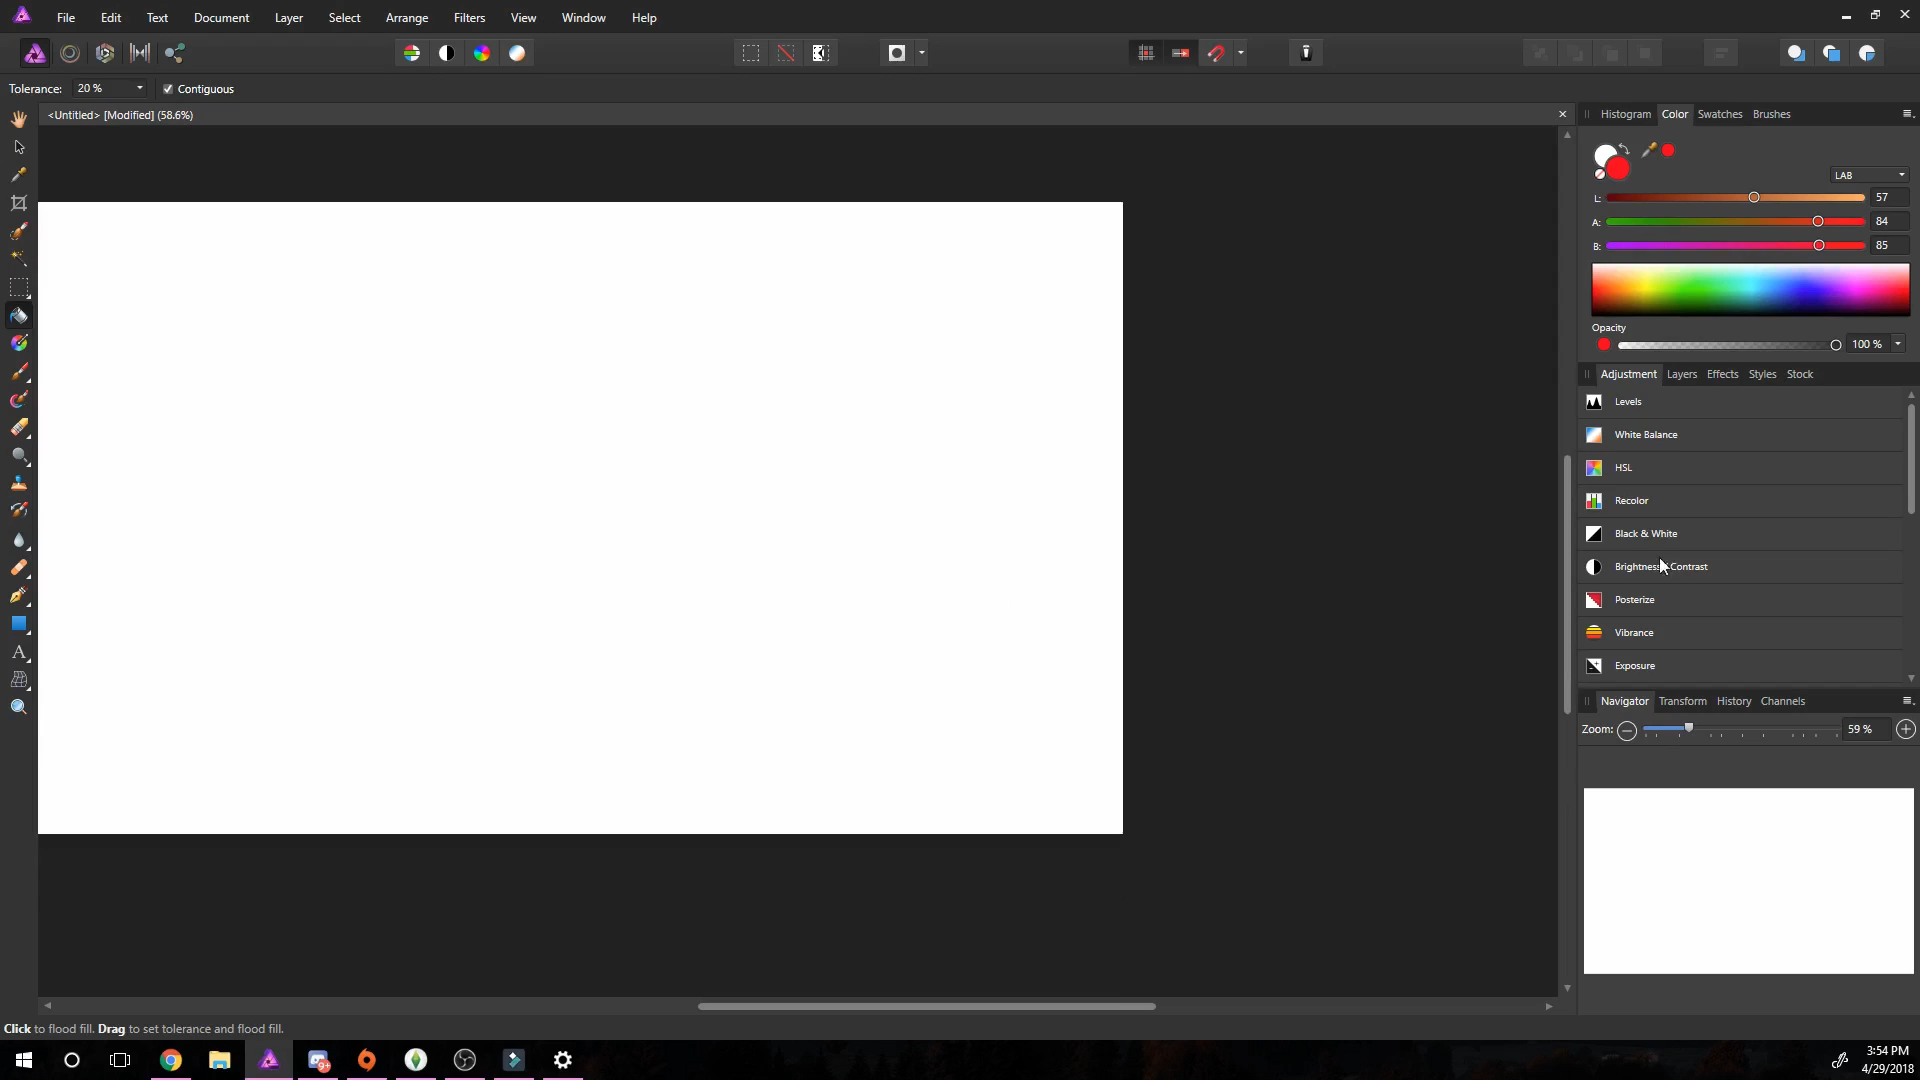 File Edit Text Document Layer Select Arrange Filters View Window Help
Tolerance: 20 % Contiguous
<Untitled> [Modified] (58.6%)
Histogram Color Swatches Brushes
LAB
L: 57
A: 84
B: 85
Opacity
100 %
Adjustment Layers Effects Styles Stock
Levels
White Balance
HSL
Recolor
Black & White
Brightness Contrast
Posterize
Vibrance
Exposure
Navigator Transform History Channels
Zoom: 59 %
Click to flood fill. Drag to set tolerance and flood fill.
9+
3:54 PM
4/29/2018